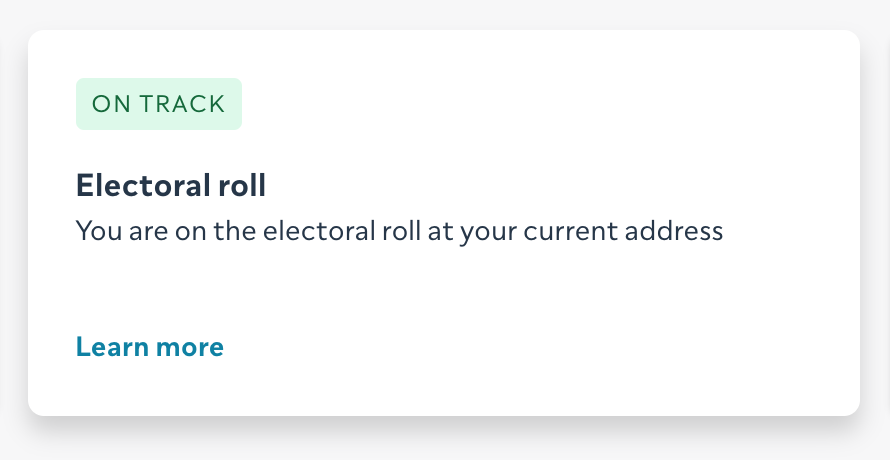 ON TRACK
Electoral roll
You are on the electoral roll at your current address
Learn more